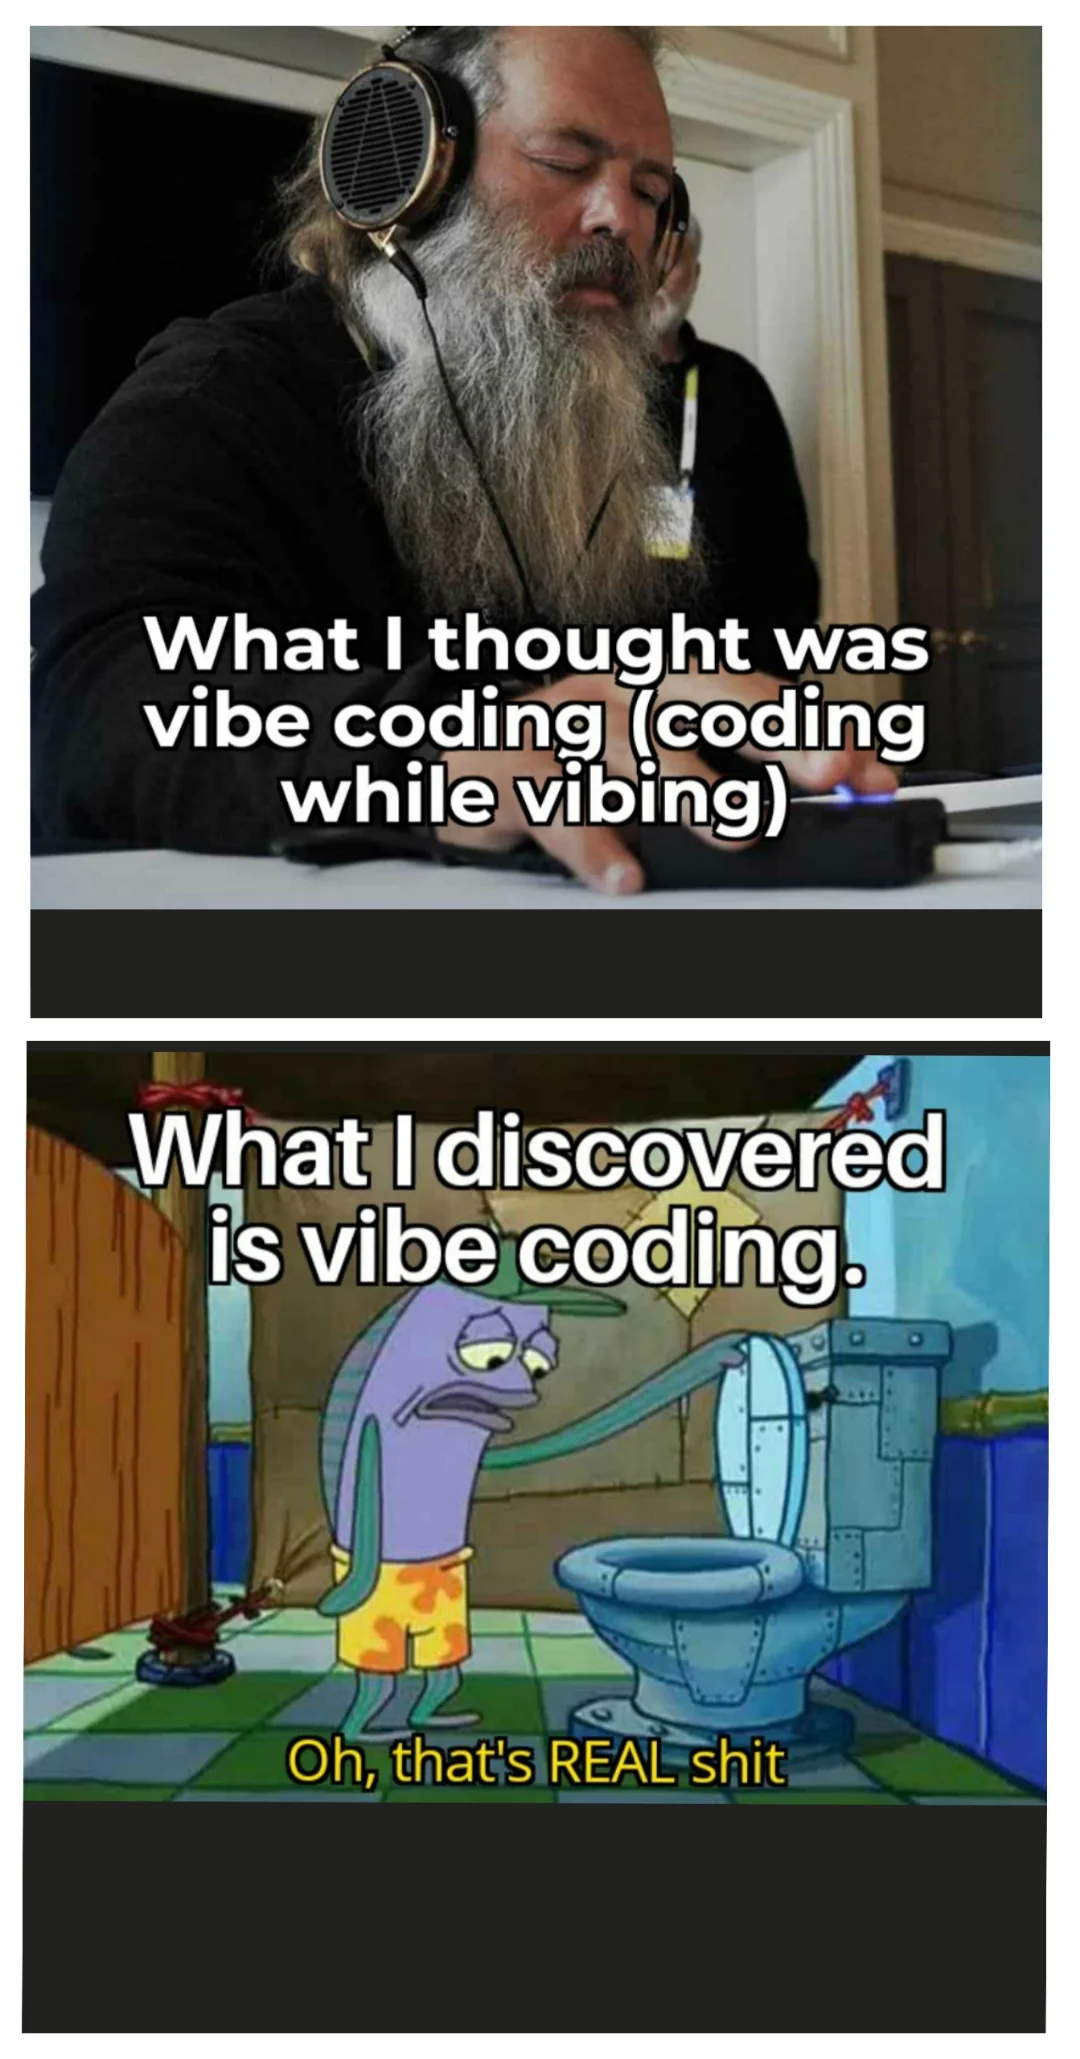 What I thought was
vibe coding (coding
while vibing)
What I discovered
is vibe coding.
Oh, that's REAL shit